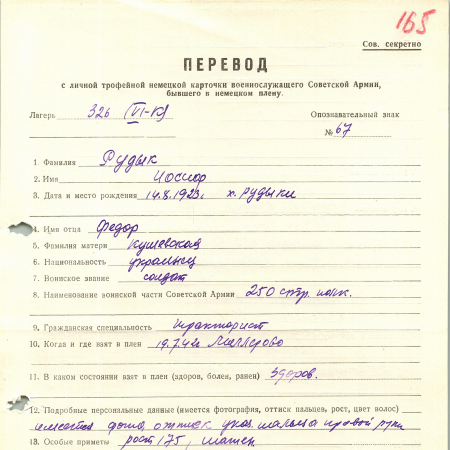 165
Сов. секретно
ПЕРЕВОД
с личной трофейной немецкой карточки военнослужащего Советской Армии,
бывшего в немецком плену.
Лагерь 326 (VI-К) Опознавательный знак
№ 67
1. Фамилия Рудык
2. Имя Иосиф
3. Дата и место рождения 14.8.1923г. х. Рудыки
4. Имя отца Федор
5. Фамилия матери Кушевская
6. Национальность украинец
7. Воинское звание солдат
8. Наименование воинской части Советской Армии 250 стр. полк.
9. Гражданская специальность тракторист
10. Когда и где взят в плен 19.7.42г Миллерово
11. В каком состоянии взят в плен (здоров, болен, ранен) Здоров.
12. Подробные персональные данные (имеется фотография, оттиск пальцев, рост, цвет волос)
имеется фото, оттиск указ. пальца правой руки
13. Особые приметы рост 175, шатен